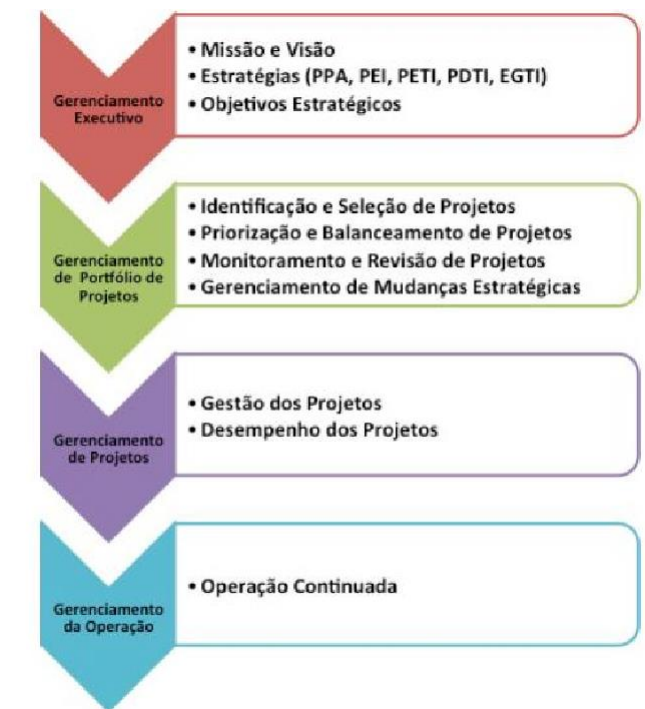 Gerenciamento
Executivo
• Missão e Visão
• Estratégias (PPA, PEI, PETI, PDTI, EGTI)
• Objetivos Estratégicos
Gerenciamento
de Portfólio de
Projetos
• Identificação e Seleção de Projetos
• Priorização e Balanceamento de Projetos
• Monitoramento e Revisão de Projetos
• Gerenciamento de Mudanças Estratégicas
Gerenciamento
de Projetos
• Gestão dos Projetos
• Desempenho dos Projetos
Gerenciamento
da Operação
• Operação Continuada